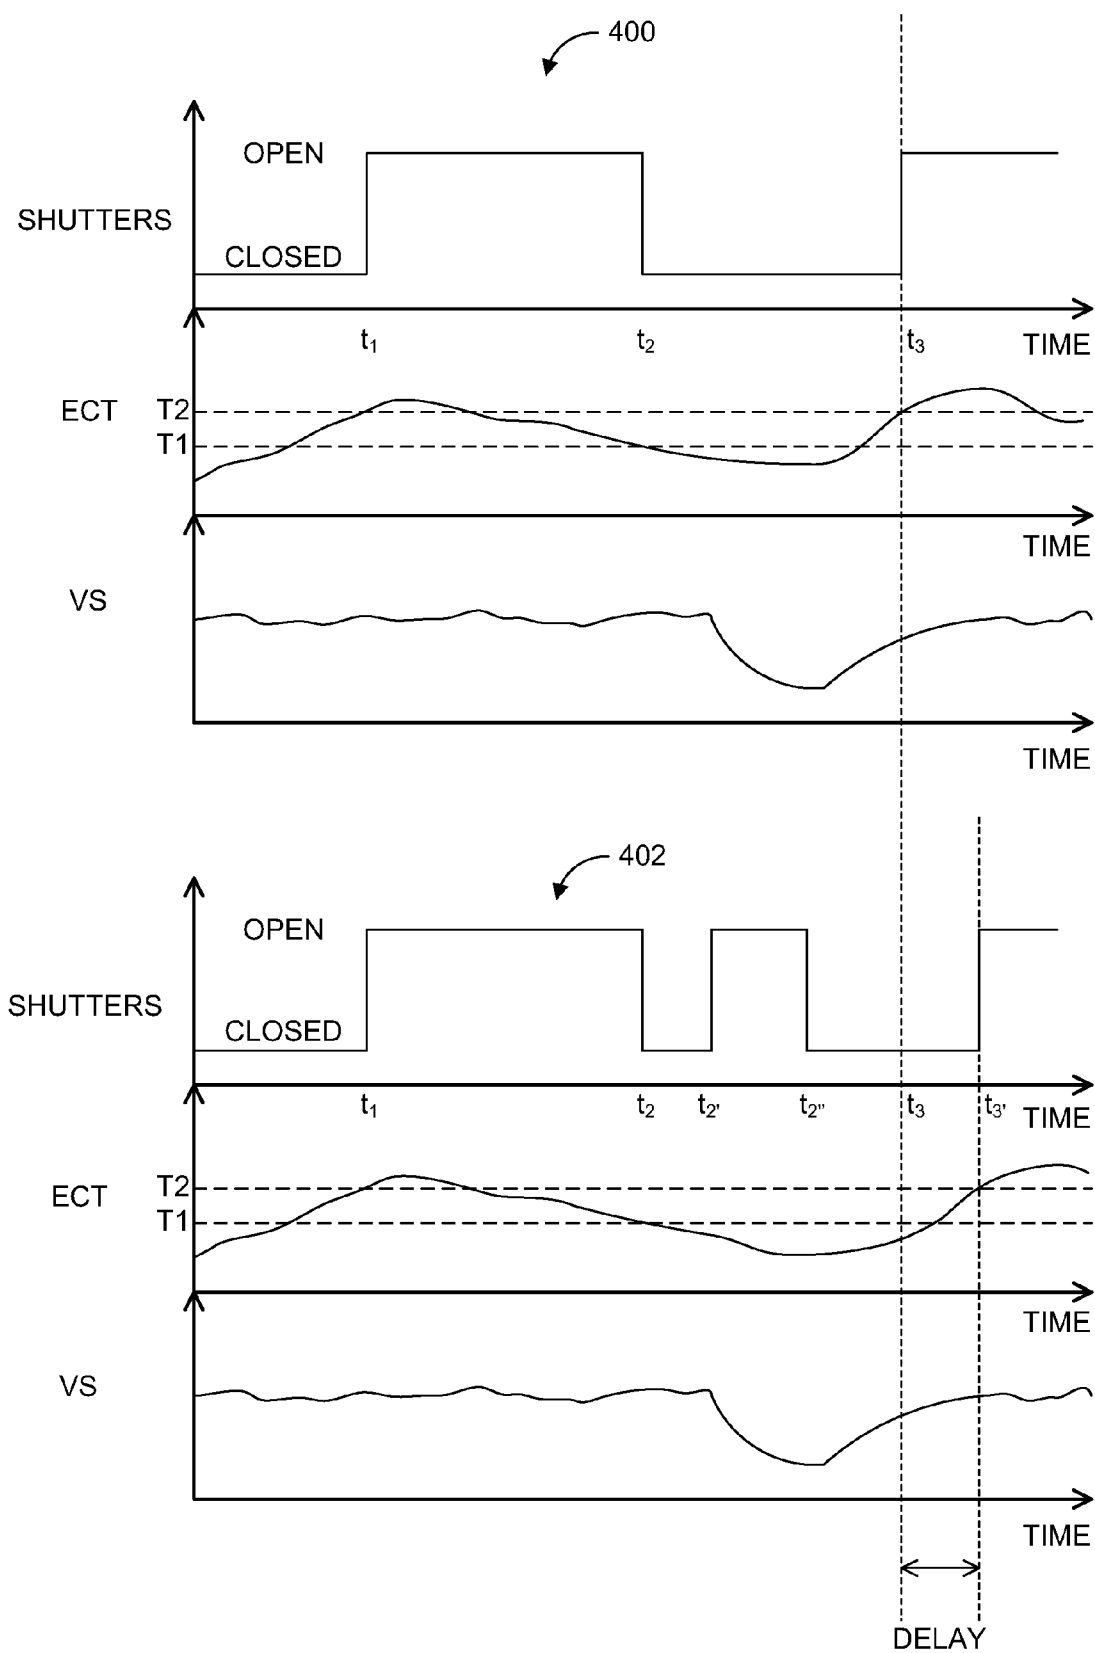 400
OPEN
SHUTTERS
CLOSED
t1 t2 t3 TIME
ECT T2
T1
TIME
VS
TIME
402
OPEN
SHUTTERS
CLOSED
t1 t2 t2' t2" t3 t3' TIME
ECT T2
T1
TIME
VS
TIME
DELAY